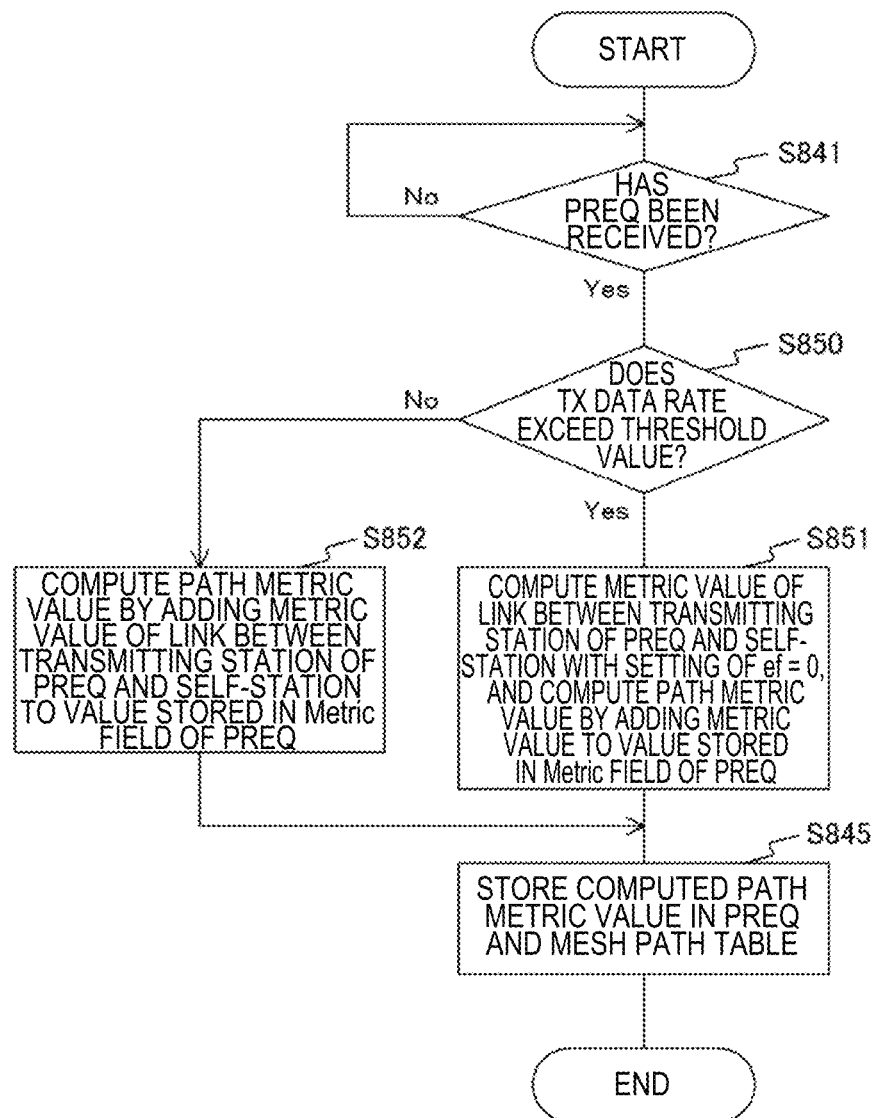 START
S841
HAS
PREQ BEEN
RECEIVED?
No
Yes
S850
DOES
TX DATA RATE
EXCEED THRESHOLD
VALUE?
No
Yes
S852
COMPUTE PATH METRIC
VALUE BY ADDING METRIC
VALUE OF LINK BETWEEN
TRANSMITTING STATION OF
PREQ AND SELF-STATION
TO VALUE STORED IN Metric
FIELD OF PREQ
S851
COMPUTE METRIC VALUE OF
LINK BETWEEN TRANSMITTING
STATION OF PREQ AND SELF-
STATION WITH SETTING OF ef = 0,
AND COMPUTE PATH METRIC
VALUE BY ADDING METRIC
VALUE TO VALUE STORED
IN Metric FIELD OF PREQ
S845
STORE COMPUTED PATH
METRIC VALUE IN PREQ
AND MESH PATH TABLE
END